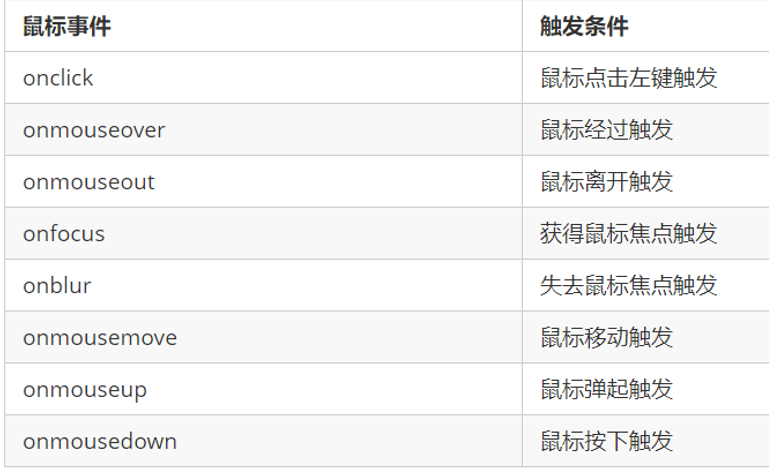 鼠标事件 触发条件
onclick 鼠标点击左键触发
onmouseover 鼠标经过触发
onmouseout 鼠标离开触发
onfocus 获得鼠标焦点触发
onblur 失去鼠标焦点触发
onmousemove 鼠标移动触发
onmouseup 鼠标弹起触发
onmousedown 鼠标按下触发